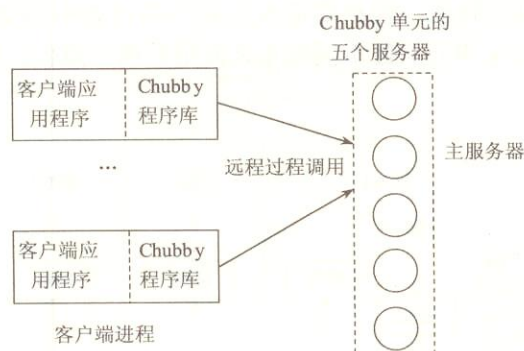 Chubby 单元的
五个服务器
客户端应
用程序
Chubby
程序库
...
远程过程调用
主服务器
客户端应
用程序
Chubby
程序库
客户端进程